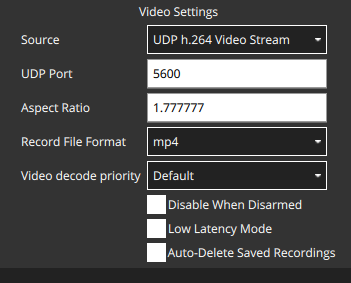 Video Settings
Source UDP h.264 Video Stream
UDP Port 5600
Aspect Ratio 1.777777
Record File Format mp4
Video decode priority Default
Disable When Disarmed
Low Latency Mode
Auto-Delete Saved Recordings